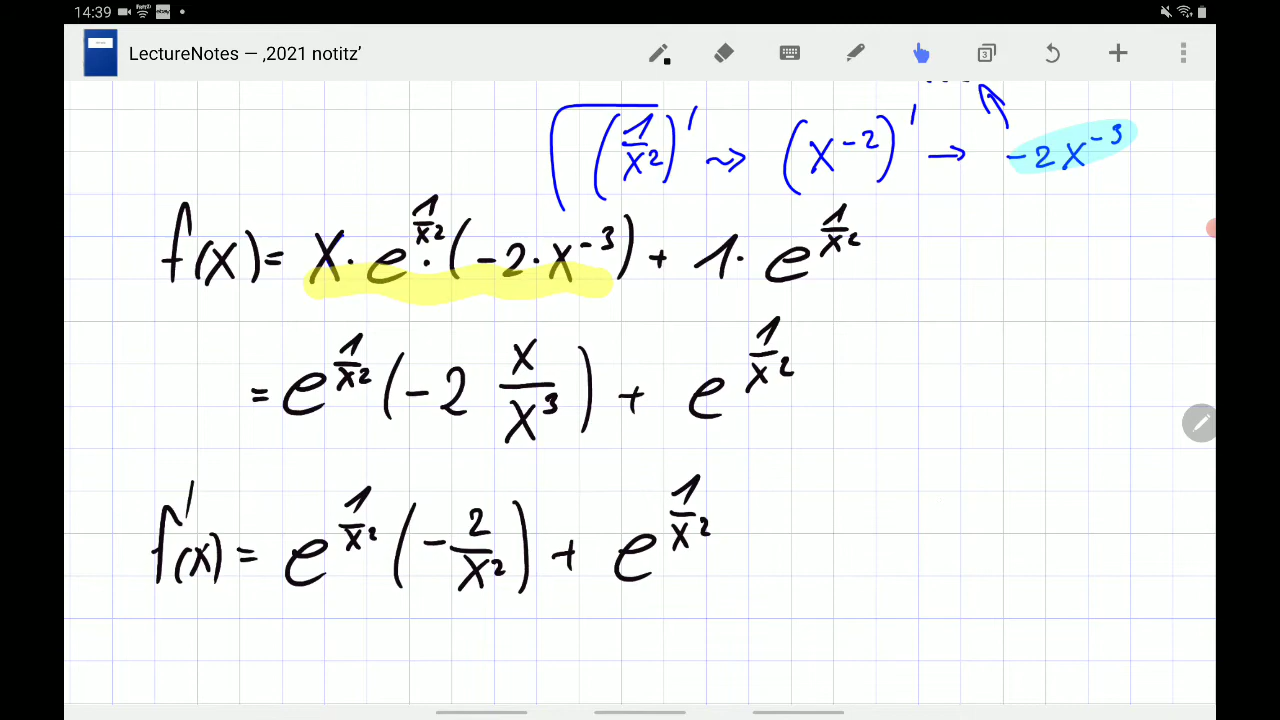 14:39
LectureNotes — ‚2021 notitz’
3
(1/x²)' ⤳ (x⁻²)' → -2x⁻³
f(x) = x · e^(1/x²) · (-2 · x⁻³) + 1 · e^(1/x²)
= e^(1/x²) (-2 x/x³) + e^(1/x²)
f'(x) = e^(1/x²) (-2/x²) + e^(1/x²)